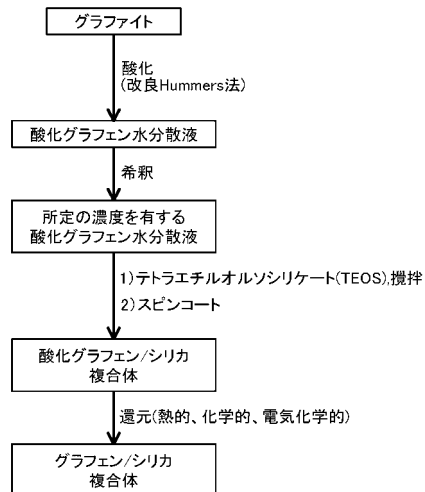 グラファイト
酸化
(改良Hummers法)
酸化グラフェン水分散液
希釈
所定の濃度を有する
酸化グラフェン水分散液
1)テトラエチルオルソシリケート(TEOS),攪拌
2)スピンコート
酸化グラフェン/シリカ
複合体
還元(熱的、化学的、電気化学的)
グラフェン/シリカ
複合体